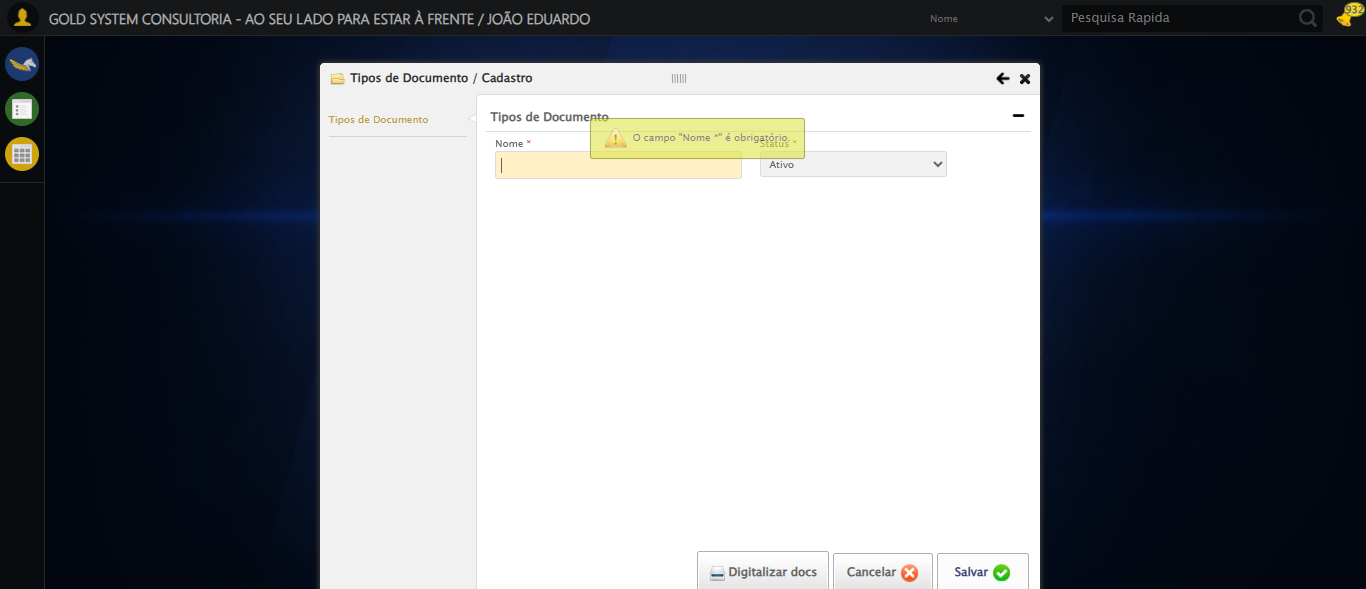 GOLD SYSTEM CONSULTORIA - AO SEU LADO PARA ESTAR À FRENTE / JOÃO EDUARDO
Nome
Pesquisa Rapida
932
Tipos de Documento / Cadastro
Tipos de Documento
Tipos de Documento
O campo "Nome *" é obrigatório.
Nome *
Status *
Ativo
Digitalizar docs
Cancelar
Salvar